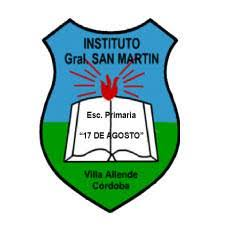 INSTITUTO
Gral. SAN MARTIN
Esc. Primaria
"17 DE AGOSTO"
Villa Allende
Córdoba